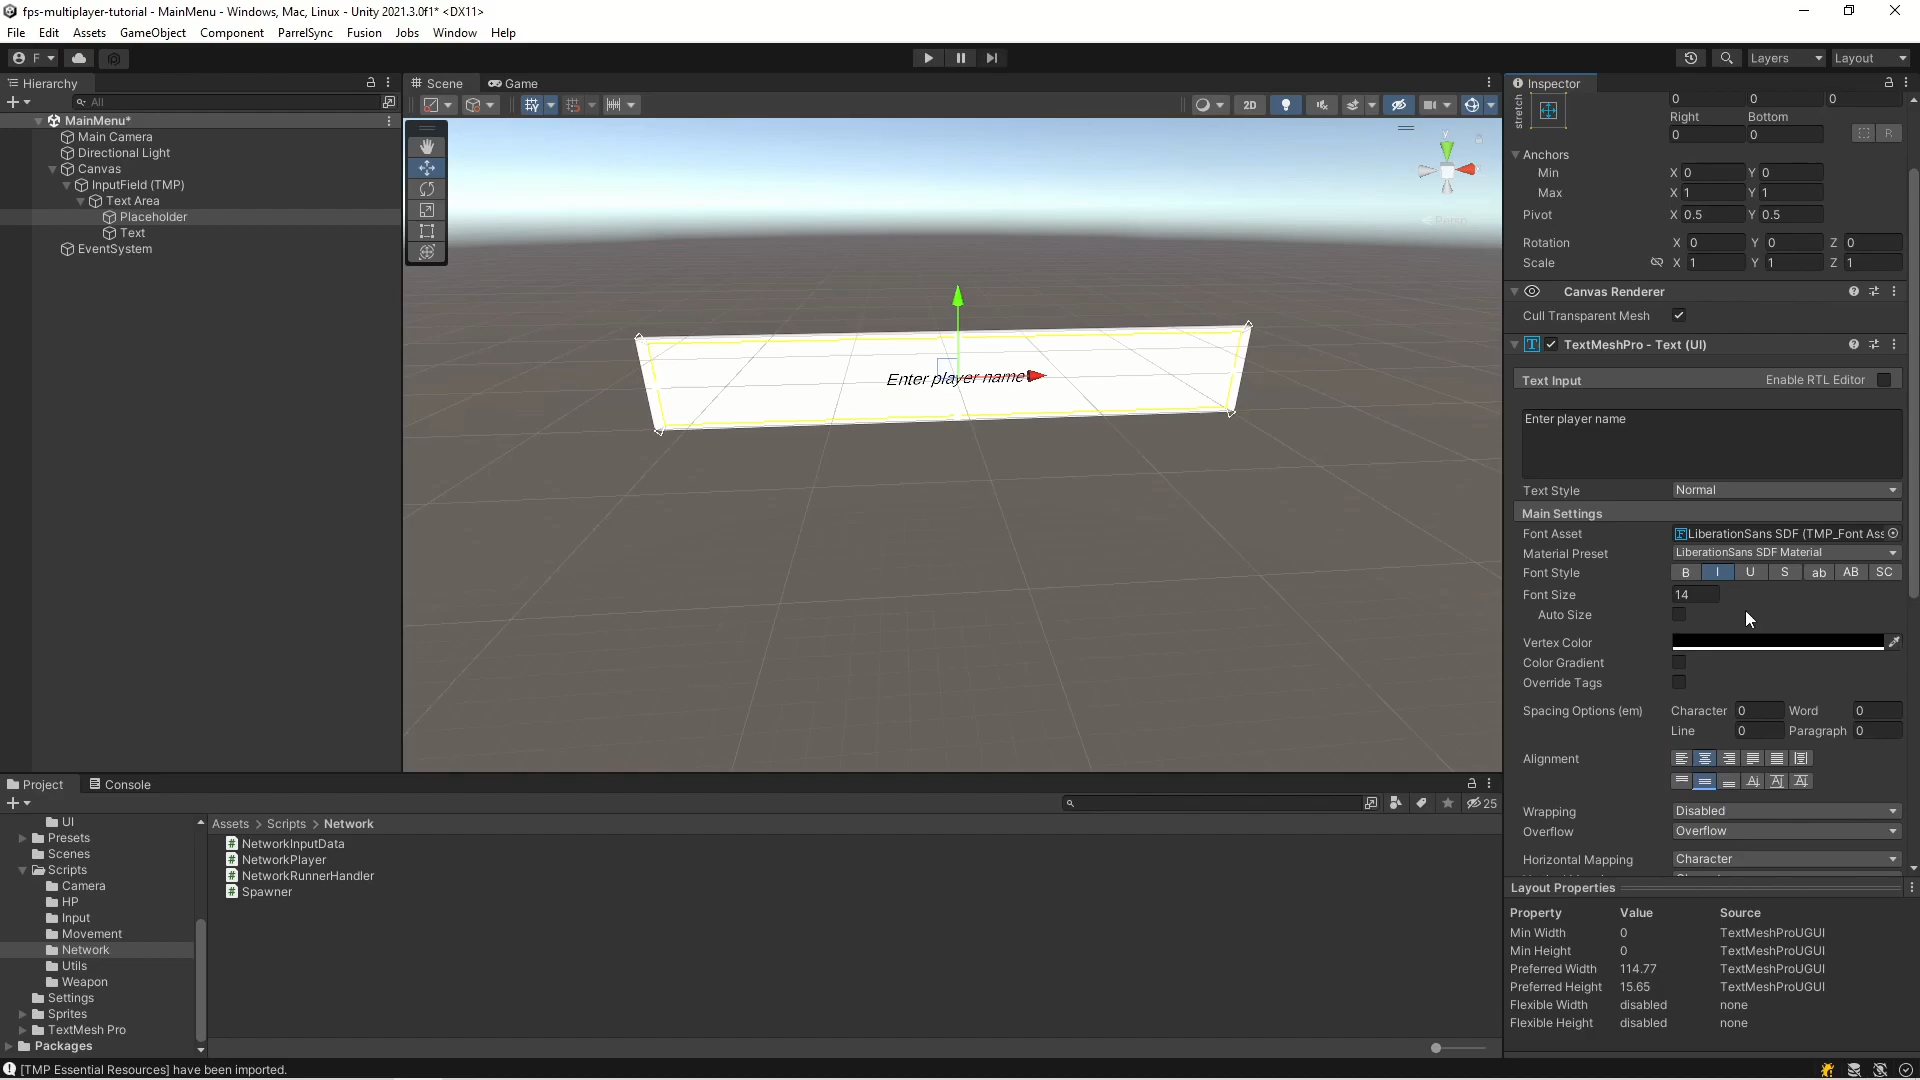 fps-multiplayer-tutorial - MainMenu - Windows, Mac, Linux - Unity 2021.3.0f1* <DX11>
File Edit Assets GameObject Component ParrelSync Fusion Jobs Window Help
F Layers Layout
Hierarchy
All
MainMenu*
Main Camera
Directional Light
Canvas
InputField (TMP)
Text Area
Placeholder
Text
EventSystem
Scene Game
2D
y
Persp
Enter player name
Inspector
stretch
0 0 0
Right Bottom
0 0 R
Anchors
Min X 0 Y 0
Max X 1 Y 1
Pivot X 0.5 Y 0.5
Rotation X 0 Y 0 Z 0
Scale X 1 Y 1 Z 1
Canvas Renderer
Cull Transparent Mesh
TextMeshPro - Text (UI)
Text Input Enable RTL Editor
Enter player name
Text Style Normal
Main Settings
Font Asset LiberationSans SDF (TMP_Font Ass
Material Preset LiberationSans SDF Material
Font Style B I U S ab AB SC
Font Size 14
Auto Size
Vertex Color
Color Gradient
Override Tags
Spacing Options (em) Character 0 Word 0
Line 0 Paragraph 0
Alignment
Wrapping Disabled
Overflow Overflow
Horizontal Mapping Character
Layout Properties
Property Value Source
Min Width 0 TextMeshProUGUI
Min Height 0 TextMeshProUGUI
Preferred Width 114.77 TextMeshProUGUI
Preferred Height 15.65 TextMeshProUGUI
Flexible Width disabled none
Flexible Height disabled none
Project Console
25
UI
Presets
Scenes
Scripts
Camera
HP
Input
Movement
Network
Utils
Weapon
Settings
Sprites
TextMesh Pro
Packages
Assets > Scripts > Network
NetworkInputData
NetworkPlayer
NetworkRunnerHandler
Spawner
[TMP Essential Resources] have been imported.